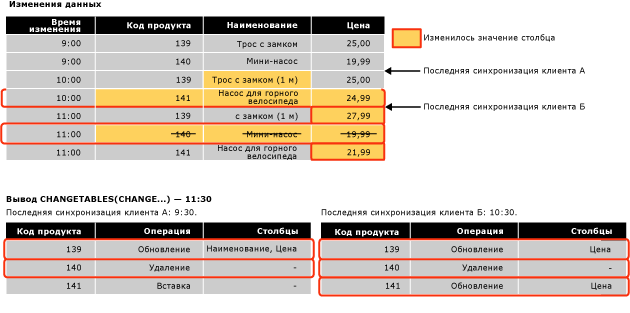 Изменения данных
Время изменения Код продукта Наименование Цена
9:00 139 Трос с замком 25,00
9:00 140 Мини-насос 19,99
10:00 139 Трос с замком (1 м) 25,00
10:00 141 Насос для горного велосипеда 24,99
11:00 139 с замком (1 м) 27,99
11:00 140 Мини-насос 19,99
11:00 141 Насос для горного велосипеда 21,99
Изменилось значение столбца
Последняя синхронизация клиента А
Последняя синхронизация клиента Б
Вывод CHANGETABLES(CHANGE...) — 11:30
Последняя синхронизация клиента А: 9:30.
Код продукта Операция Столбцы
139 Обновление Наименование, Цена
140 Удаление -
141 Вставка -
Последняя синхронизация клиента Б: 10:30.
Код продукта Операция Столбцы
139 Обновление Цена
140 Удаление -
141 Обновление Цена